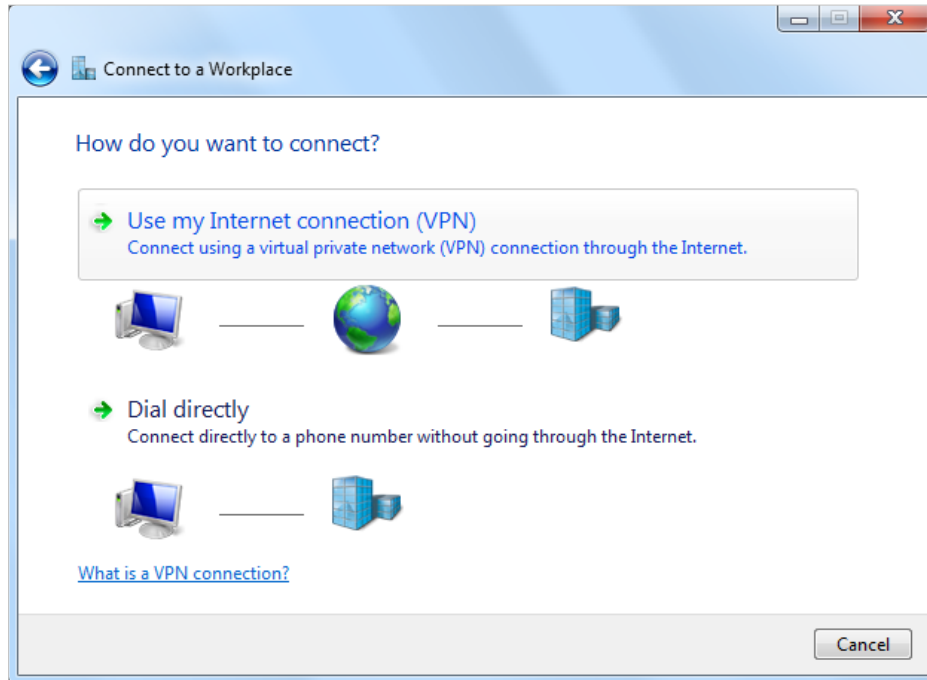 Connect to a Workplace
How do you want to connect?
Use my Internet connection (VPN)
Connect using a virtual private network (VPN) connection through the Internet.
Dial directly
Connect directly to a phone number without going through the Internet.
What is a VPN connection?
Cancel